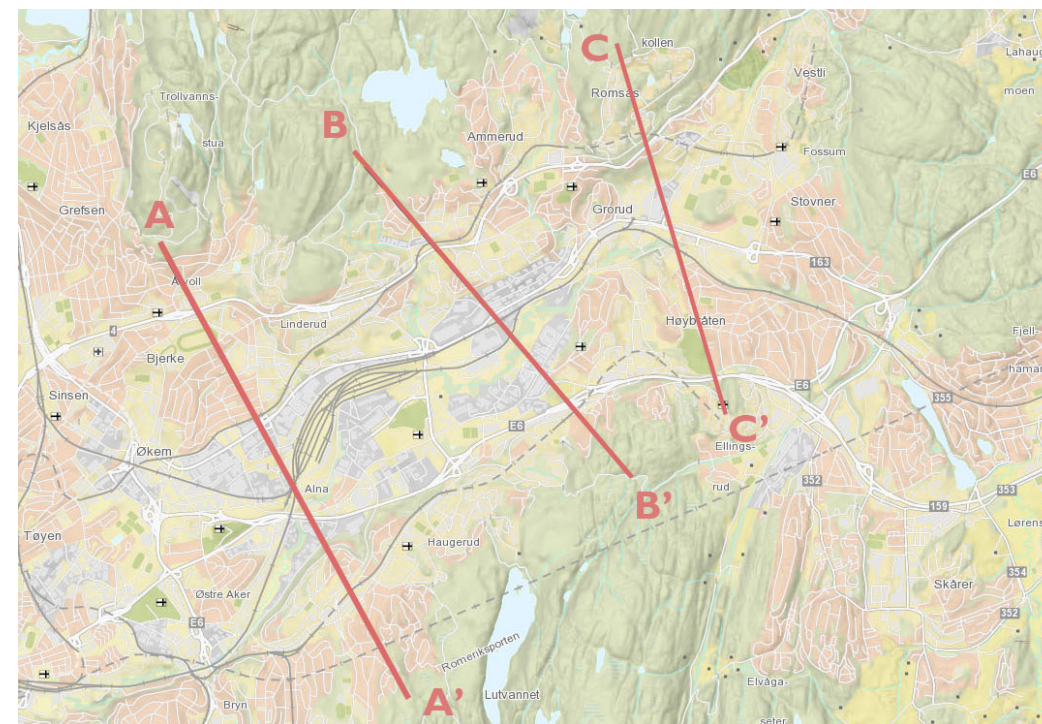 C
kollen
Lahaug
Vestli
Romsås
moen
Trollvanns-
B
Kjelsås
Ammerud
stua
Fossum
E6
Grefsen
A
Stovner
Grorud
163
Årvoll
Linderud
Høybråten
4
Fjell-
Bjerke
hamar
E6
Sinsen
355
E6
C'
Økern
Ellings-
352
Alna
rud
353
B'
159
Tøyen
Lørens
Haugerud
354
Skårer
Østre Aker
352
E6
Romeriksporten
Elvåga-
A'
Lutvannet
Bryn
seter